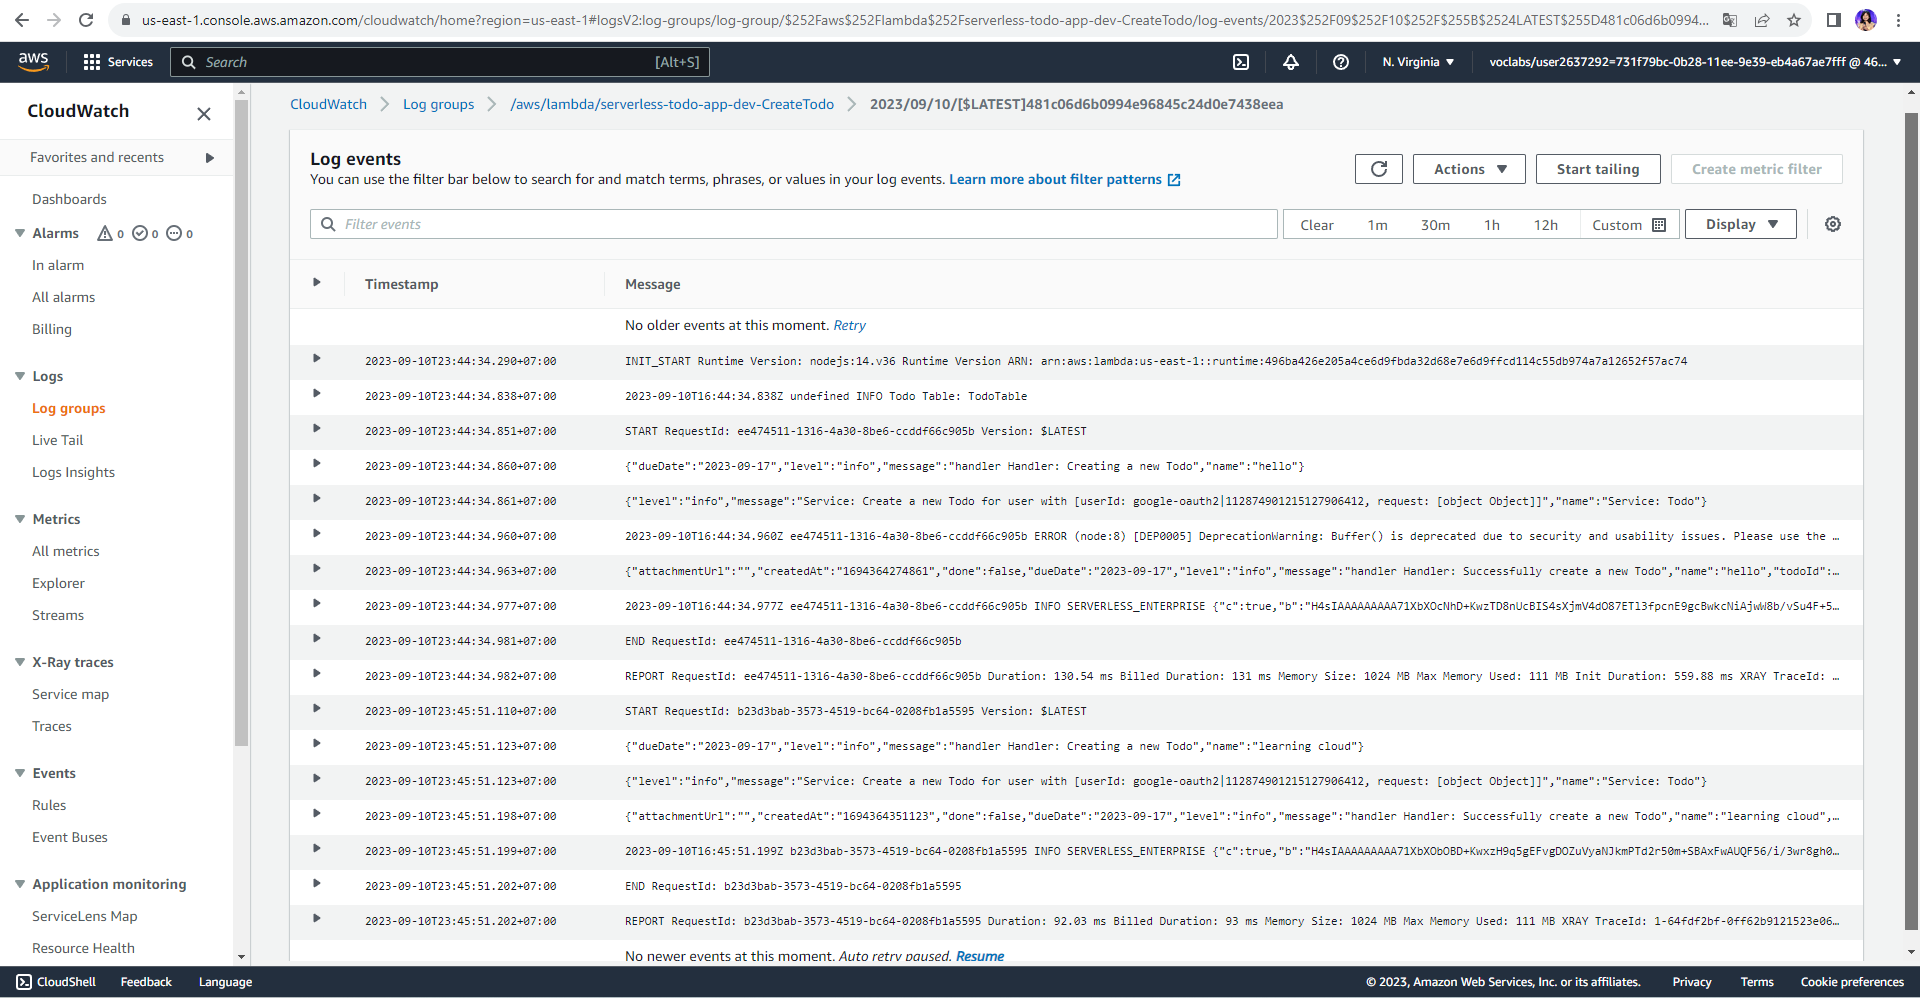 us-east-1.console.aws.amazon.com/cloudwatch/home?region=us-east-1#logsV2:log-groups/log-group/$252Faws$252Flambda$252Fserverless-todo-app-dev-CreateTodo/log-events/2023$252F09$252F10$252F$255B$2524LATEST$255D481c06d6b0994...
aws Services Search [Alt+S] N. Virginia voclabs/user2637292=731f79bc-0b28-11ee-9e39-eb4a67ae7fff @ 46...
CloudWatch
Favorites and recents
Dashboards
Alarms 0 0 0
In alarm
All alarms
Billing
Logs
Log groups
Live Tail
Logs Insights
Metrics
All metrics
Explorer
Streams
X-Ray traces
Service map
Traces
Events
Rules
Event Buses
Application monitoring
ServiceLens Map
Resource Health
CloudWatch Log groups /aws/lambda/serverless-todo-app-dev-CreateTodo 2023/09/10/[$LATEST]481c06d6b0994e96845c24d0e7438eea
Log events
You can use the filter bar below to search for and match terms, phrases, or values in your log events. Learn more about filter patterns
Actions Start tailing Create metric filter
Filter events Clear 1m 30m 1h 12h Custom Display
Timestamp Message
No older events at this moment. Retry
2023-09-10T23:44:34.290+07:00 INIT_START Runtime Version: nodejs:14.v36 Runtime Version ARN: arn:aws:lambda:us-east-1::runtime:496ba426e205a4ce6d9fbda32d68e7e6d9ffcd114c55db974a7a12652f57ac74
2023-09-10T23:44:34.838+07:00 2023-09-10T16:44:34.838Z undefined INFO Todo Table: TodoTable
2023-09-10T23:44:34.851+07:00 START RequestId: ee474511-1316-4a30-8be6-ccddf66c905b Version: $LATEST
2023-09-10T23:44:34.860+07:00 {"dueDate":"2023-09-17","level":"info","message":"handler Handler: Creating a new Todo","name":"hello"}
2023-09-10T23:44:34.861+07:00 {"level":"info","message":"Service: Create a new Todo for user with [userId: google-oauth2|112874901215127906412, request: [object Object]]","name":"Service: Todo"}
2023-09-10T23:44:34.960+07:00 2023-09-10T16:44:34.960Z ee474511-1316-4a30-8be6-ccddf66c905b ERROR (node:8) [DEP0005] DeprecationWarning: Buffer() is deprecated due to security and usability issues. Please use the ...
2023-09-10T23:44:34.963+07:00 {"attachmentUrl":"","createdAt":"1694364274861","done":false,"dueDate":"2023-09-17","level":"info","message":"handler Handler: Successfully create a new Todo","name":"hello","todoId":...
2023-09-10T23:44:34.977+07:00 2023-09-10T16:44:34.977Z ee474511-1316-4a30-8be6-ccddf66c905b INFO SERVERLESS_ENTERPRISE {"c":true,"b":"H4sIAAAAAAAAA71XbXOcNhD+KwzTD8nUcBIS4sXjmV4dO87ETl3fpcnE9gcBwkcNiAjwW8b/vSu4F+5...
2023-09-10T23:44:34.981+07:00 END RequestId: ee474511-1316-4a30-8be6-ccddf66c905b
2023-09-10T23:44:34.982+07:00 REPORT RequestId: ee474511-1316-4a30-8be6-ccddf66c905b Duration: 130.54 ms Billed Duration: 131 ms Memory Size: 1024 MB Max Memory Used: 111 MB Init Duration: 559.88 ms XRAY TraceId: ...
2023-09-10T23:45:51.110+07:00 START RequestId: b23d3bab-3573-4519-bc64-0208fb1a5595 Version: $LATEST
2023-09-10T23:45:51.123+07:00 {"dueDate":"2023-09-17","level":"info","message":"handler Handler: Creating a new Todo","name":"learning cloud"}
2023-09-10T23:45:51.123+07:00 {"level":"info","message":"Service: Create a new Todo for user with [userId: google-oauth2|112874901215127906412, request: [object Object]]","name":"Service: Todo"}
2023-09-10T23:45:51.198+07:00 {"attachmentUrl":"","createdAt":"1694364351123","done":false,"dueDate":"2023-09-17","level":"info","message":"handler Handler: Successfully create a new Todo","name":"learning cloud",...
2023-09-10T23:45:51.199+07:00 2023-09-10T16:45:51.199Z b23d3bab-3573-4519-bc64-0208fb1a5595 INFO SERVERLESS_ENTERPRISE {"c":true,"b":"H4sIAAAAAAAAA71XbXObOBD+KwxzH9q5gEFvgDOZuVyaNJkmPTd2r50m+SBAxFwAUQF56/i/3wr8gh0...
2023-09-10T23:45:51.202+07:00 END RequestId: b23d3bab-3573-4519-bc64-0208fb1a5595
2023-09-10T23:45:51.202+07:00 REPORT RequestId: b23d3bab-3573-4519-bc64-0208fb1a5595 Duration: 92.03 ms Billed Duration: 93 ms Memory Size: 1024 MB Max Memory Used: 111 MB XRAY TraceId: 1-64fdf2bf-0ff62b9121523e06...
No newer events at this moment. Auto retry paused. Resume
CloudShell Feedback Language © 2023, Amazon Web Services, Inc. or its affiliates. Privacy Terms Cookie preferences